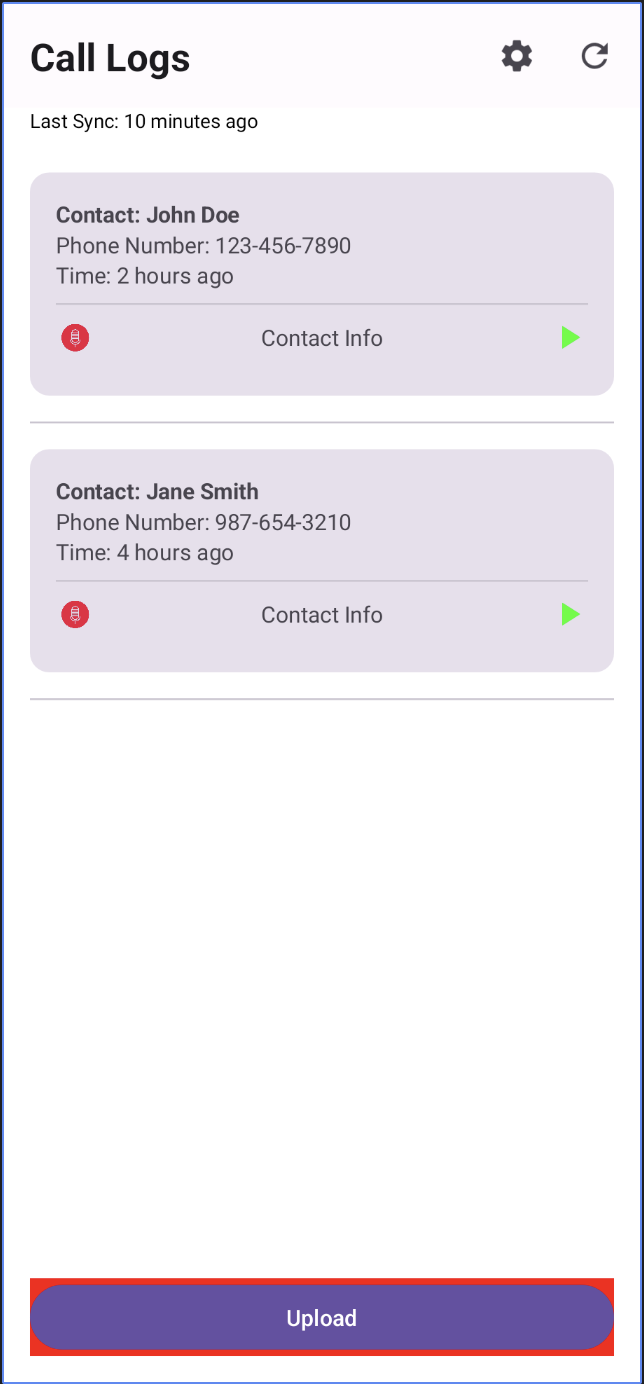 Call Logs
Last Sync: 10 minutes ago
Contact: John Doe
Phone Number: 123-456-7890
Time: 2 hours ago
Contact Info
Contact: Jane Smith
Phone Number: 987-654-3210
Time: 4 hours ago
Contact Info
Upload